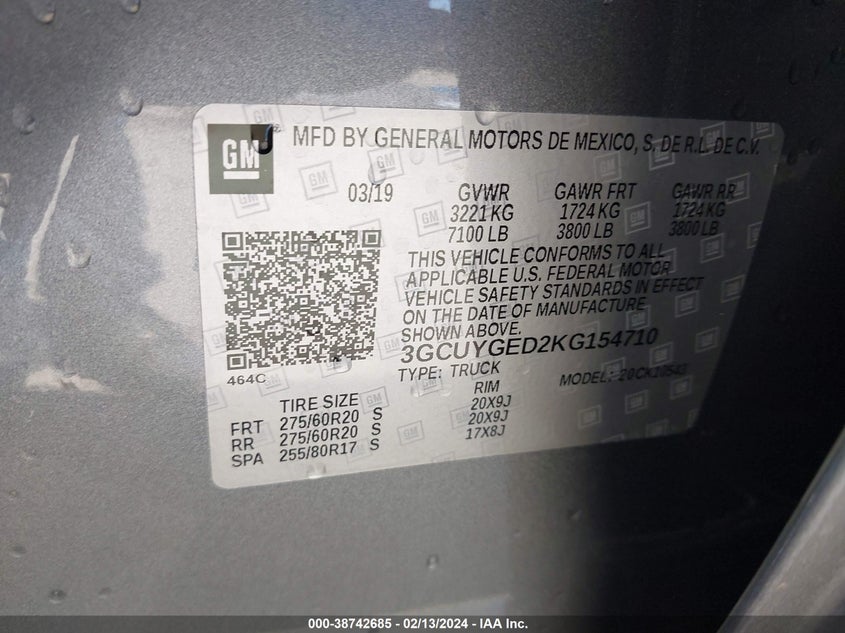 GM
MFD BY GENERAL MOTORS DE MEXICO, S. DE R.L. DE C.V.
03/19 GVWR GAWR FRT GAWR RR
3221 KG 1724 KG 1724 KG
7100 LB 3800 LB 3800 LB
THIS VEHICLE CONFORMS TO ALL
APPLICABLE U.S. FEDERAL MOTOR
VEHICLE SAFETY STANDARDS IN EFFECT
ON THE DATE OF MANUFACTURE
SHOWN ABOVE.
3GCUYGED2KG154710
464C
TYPE: TRUCK MODEL: 20CK10543
TIRE SIZE RIM
FRT 275/60R20 S 20X9J
RR 275/60R20 S 20X9J
SPA 255/80R17 S 17X8J
000-38742685 - 02/13/2024 - IAA Inc.